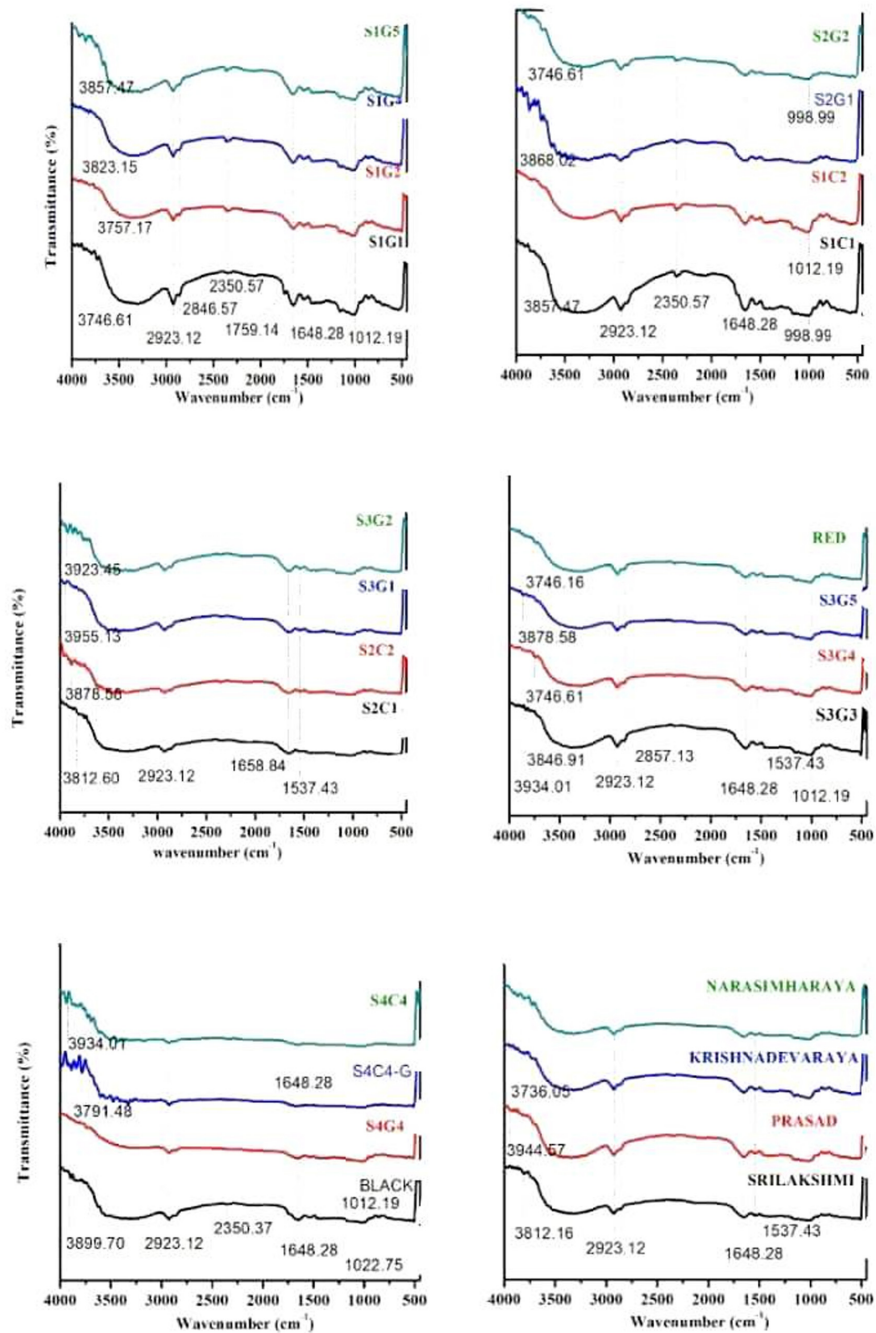 S1G5
3857.47
S1G4
3823.15
S1G2
3757.17
S1G1
2350.57
3746.61
2846.57
2923.12
1759.14
1648.28
1012.19
Transmittance (%)
4000 3500 3000 2500 2000 1500 1000 500
Wavenumber (cm-1)
S2G2
3746.61
S2G1
998.99
3868.02
S1C2
S1C1
1012.19
3857.47
2350.57
2923.12
1648.28
998.99
4000 3500 3000 2500 2000 1500 1000 500
Wavenumber (cm-1)
S3G2
3923.45
S3G1
3955.13
S2C2
3878.58
S2C1
3812.60
2923.12
1658.84
1537.43
Transmittance (%)
4000 3500 3000 2500 2000 1500 1000 500
wavenumber (cm-1)
RED
3746.16
S3G5
3878.58
S3G4
3746.61
S3G3
3846.91
2857.13
1537.43
3934.01
2923.12
1648.28
1012.19
4000 3500 3000 2500 2000 1500 1000 500
Wavenumber (cm-1)
S4C4
3934.01
S4C4-G
1648.28
3791.48
S4G4
BLACK
1012.19
2350.37
3899.70
2923.12
1648.28
1022.75
Transmittance (%)
4000 3500 3000 2500 2000 1500 1000 500
Wavenumber (cm-1)
NARASIMHARAYA
KRISHNADEVARAYA
3736.05
PRASAD
3944.57
SRILAKSHMI
3812.16
1537.43
2923.12
1648.28
4000 3500 3000 2500 2000 1500 1000 500
Wavenumber (cm-1)